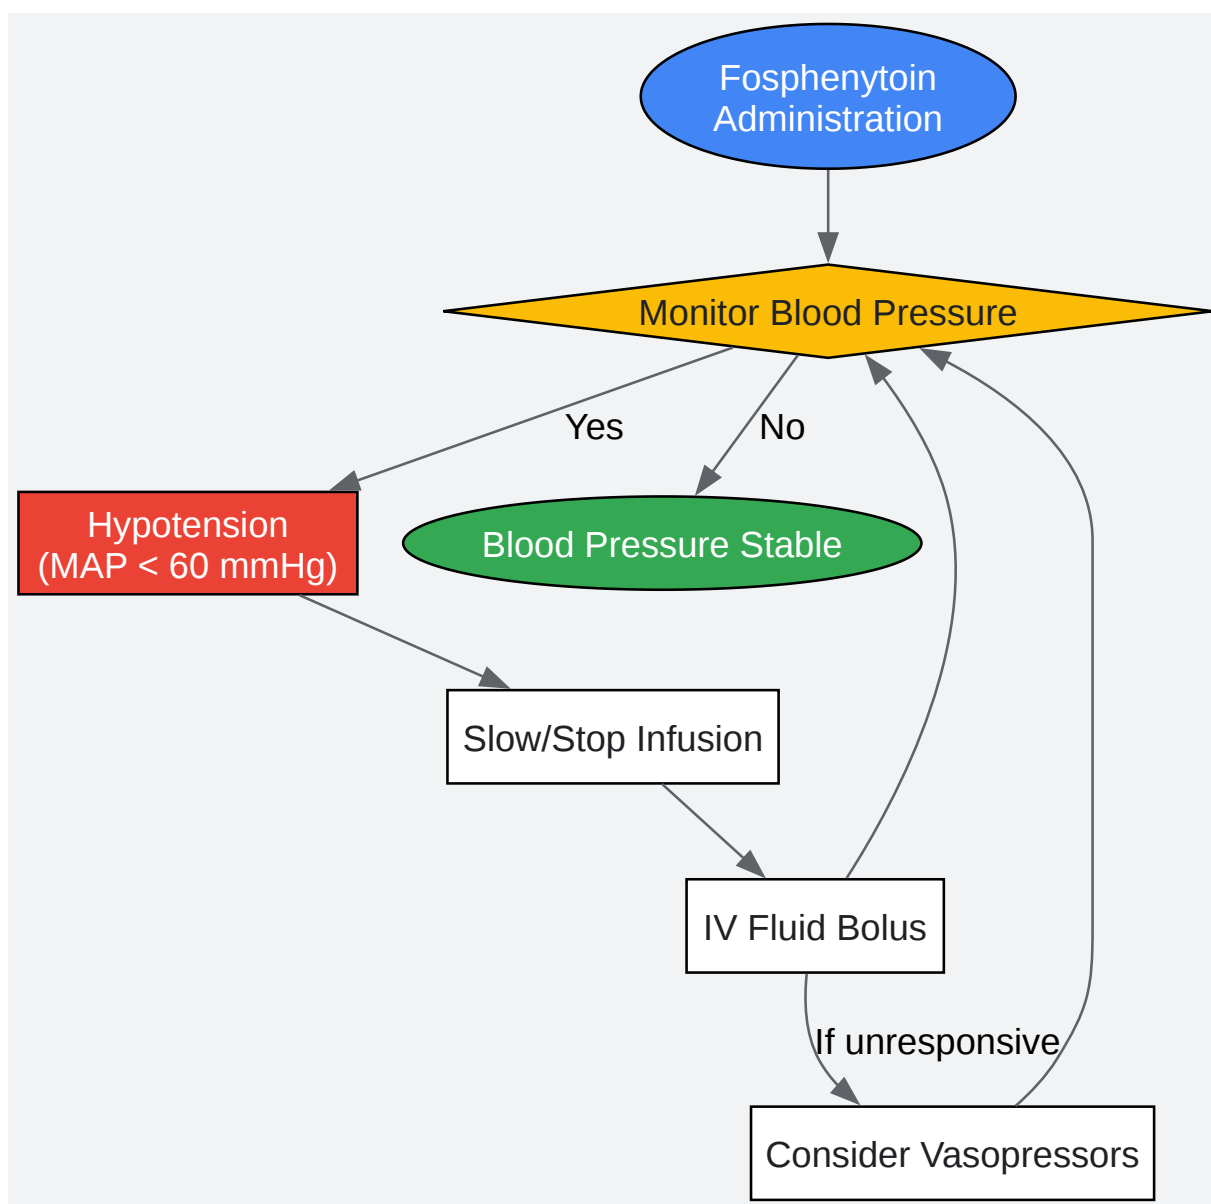 Fosphenytoin
Administration
Monitor Blood Pressure
Yes
No
Hypotension
(MAP < 60 mmHg)
Blood Pressure Stable
Slow/Stop Infusion
IV Fluid Bolus
If unresponsive
Consider Vasopressors